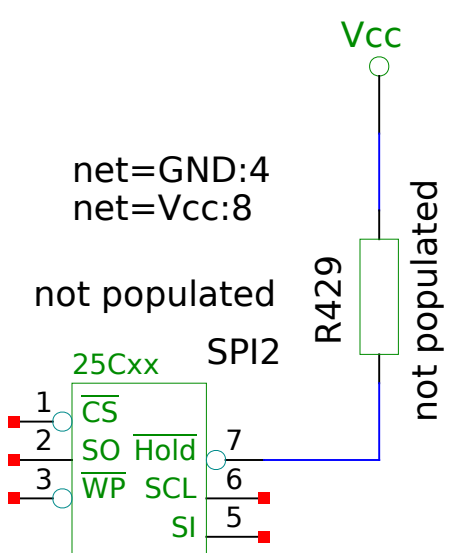 Vcc
net=GND:4
net=Vcc:8
not populated
R429
not populated
SPI2
25Cxx
1 CS
2 SO Hold 7
3 WP SCL 6
SI 5